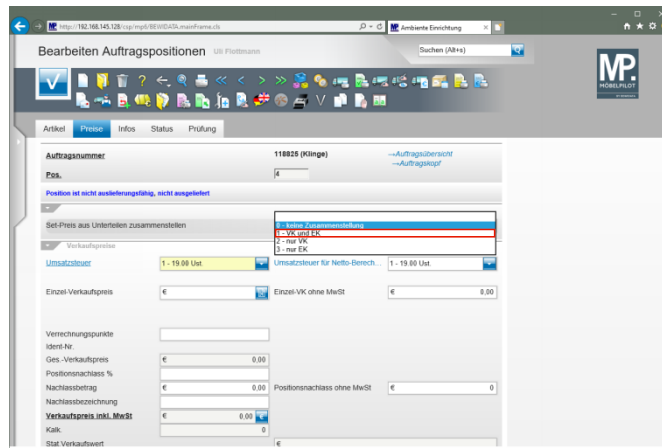 http://192.168.145.128/csp/mp6/BEWIDATA.mainFrame.cls
Ambiente Einrichtung
Bearbeiten Auftragspositionen Uli Flottmann
Suchen (Alt+s)
MP.
MÖBELPILOT
Artikel Preise Infos Status Prüfung
Auftragsnummer 118825 (Klinge) →Auftragsübersicht
→Auftragskopf
Pos. 4
Position ist nicht auslieferungsfähig, nicht ausgeliefert
Set-Preis aus Unterteilen zusammenstellen
0 - keine Zusammenstellung
1 - VK und EK
2 - nur VK
3 - nur EK
Verkaufspreise
Umsatzsteuer 1 - 19.00 Ust. Umsatzsteuer für Netto-Berech... 1 - 19.00 Ust.
Einzel-Verkaufspreis € Einzel-VK ohne MwSt € 0,00
Verrechnungspunkte
Ident-Nr.
Ges.-Verkaufspreis € 0,00
Positionsnachlass %
Nachlassbetrag € 0,00 Positionsnachlass ohne MwSt € 0
Nachlassbezeichnung
Verkaufspreis inkl. MwSt € 0,00 €
Kalk. 0
Stat.Verkaufswert €